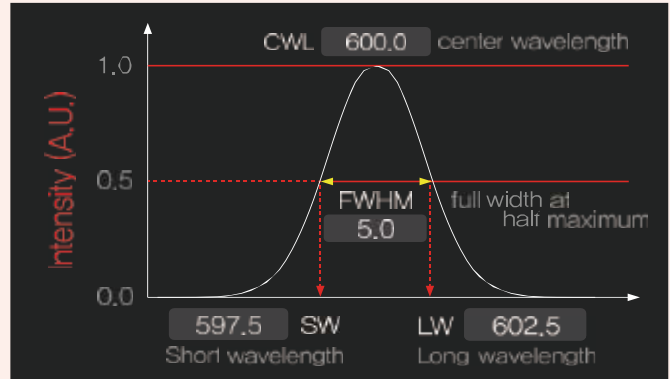 CWL 600.0 center wavelength
1.0
Intensity (A.U.)
0.5
FWHM full width at
half maximum
5.0
0.0
597.5 SW LW 602.5
Short wavelength Long wavelength